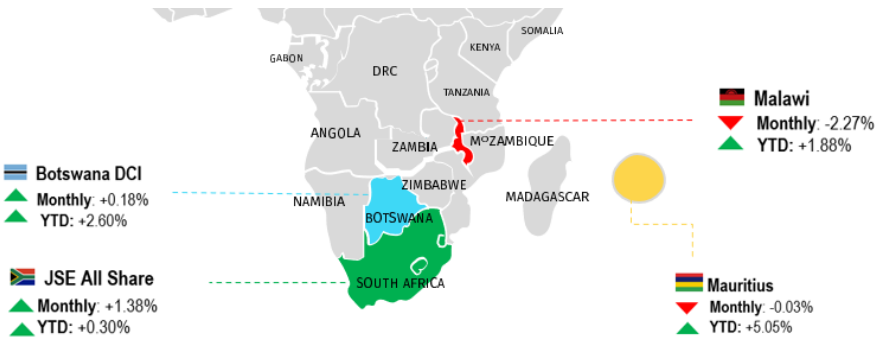 SOMALIA
GABON
KENYA
DRC
TANZANIA
Malawi
Monthly: -2.27%
YTD: +1.88%
ANGOLA
ZAMBIA
MOZAMBIQUE
Botswana DCI
Monthly: +0.18%
YTD: +2.60%
ZIMBABWE
NAMIBIA
MADAGASCAR
BOTSWANA
JSE All Share
Monthly: +1.38%
YTD: +0.30%
SOUTH AFRICA
Mauritius
Monthly: -0.03%
YTD: +5.05%